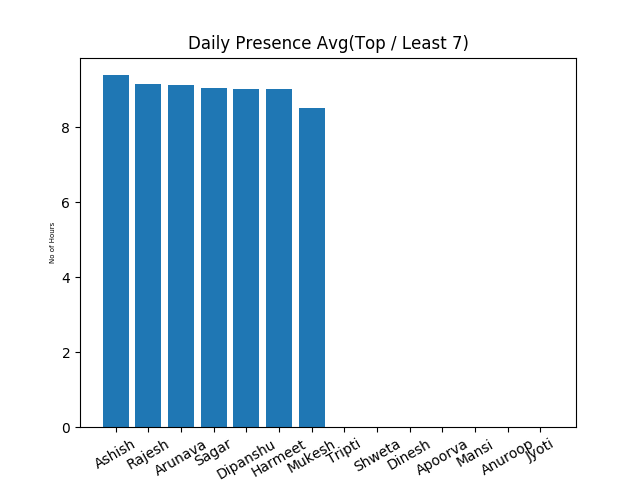 Daily Presence Avg(Top / Least 7)
No of Hours
8
6
4
2
0
Ashish
Rajesh
Arunava
Sagar
Dipanshu
Harmeet
Mukesh
Tripti
Shweta
Dinesh
Apoorva
Mansi
Anuroop
Jyoti